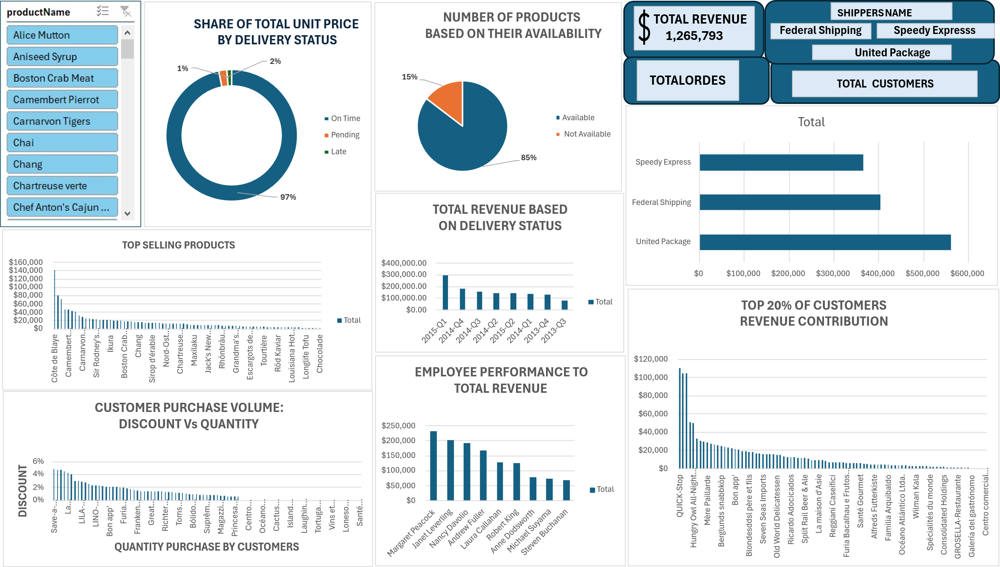 productName
Alice Mutton
Aniseed Syrup
Boston Crab Meat
Camembert Pierrot
Carnarvon Tigers
Chai
Chang
Chartreuse verte
Chef Anton's Cajun ...
SHARE OF TOTAL UNIT PRICE
BY DELIVERY STATUS
1%
2%
97%
On Time
Pending
Late
NUMBER OF PRODUCTS
BASED ON THEIR AVAILABILITY
15%
85%
Available
Not Available
$ TOTAL REVENUE
1,265,793
SHIPPERS NAME
Federal Shipping
Speedy Expresss
United Package
TOTALORDES
TOTAL CUSTOMERS
Total
Speedy Express
Federal Shipping
United Package
$0 $100,000 $200,000 $300,000 $400,000 $500,000 $600,000
TOP SELLING PRODUCTS
$160,000
$140,000
$120,000
$100,000
$80,000
$60,000
$40,000
$20,000
$0
Côte de Blaye
Camembert...
Carnarvon...
Sir Rodney's...
Ikura
Boston Crab...
Chang
Sirop d'érable
Nord-Ost...
Chartreuse...
Maxilaku
Jack's New...
Rhönbräu...
Grandma's...
Escargots de...
Tourtière
Röd Kaviar
Louisiana Hot...
Longlife Tofu
Chocolade
Total
TOTAL REVENUE BASED
ON DELIVERY STATUS
$400,000.00
$300,000.00
$200,000.00
$100,000.00
$0.00
2015-Q1
2014-Q4
2014-Q3
2014-Q2
2015-Q2
2014-Q1
2013-Q4
2013-Q3
Total
TOP 20% OF CUSTOMERS
REVENUE CONTRIBUTION
$120,000
$100,000
$80,000
$60,000
$40,000
$20,000
$0
QUICK-Stop
Hungry Owl All-Night...
Mère Paillarde
Berglunds snabbköp
Bon app'
Blondesddsl père et fils
Seven Seas Imports
Old World Delicatessen
Ricardo Adocicados
Split Rail Beer & Ale
La maison d'Asie
Reggiani Caseifici
Furia Bacalhau e Frutos...
Santé Gourmet
Alfreds Futterkiste
Familia Arquibaldo
Océano Atlántico Ltda.
Wilman Kala
Spécialités du monde
Consolidated Holdings
GROSELLA-Restaurante
Galería del gastrónomo
Centro comercial...
CUSTOMER PURCHASE VOLUME:
DISCOUNT Vs QUANTITY
DISCOUNT
6%
4%
2%
0%
Save-a-...
La...
LILA-...
LINO-...
Bon app'
Furia...
Franken...
Great...
Richter...
Toms...
Bólido...
Suprêm...
Magazzi...
Princesa...
Centro...
Océano...
Cactus...
Island...
Laughin...
Tortuga...
Vins et...
Loneso...
Santé...
QUANTITY PURCHASE BY CUSTOMERS
EMPLOYEE PERFORMANCE TO
TOTAL REVENUE
$250,000
$200,000
$150,000
$100,000
$50,000
$0
Margaret Peacock
Janet Leverling
Nancy Davolio
Andrew Fuller
Laura Callahan
Robert King
Anne Dodsworth
Michael Suyama
Steven Buchanan
Total